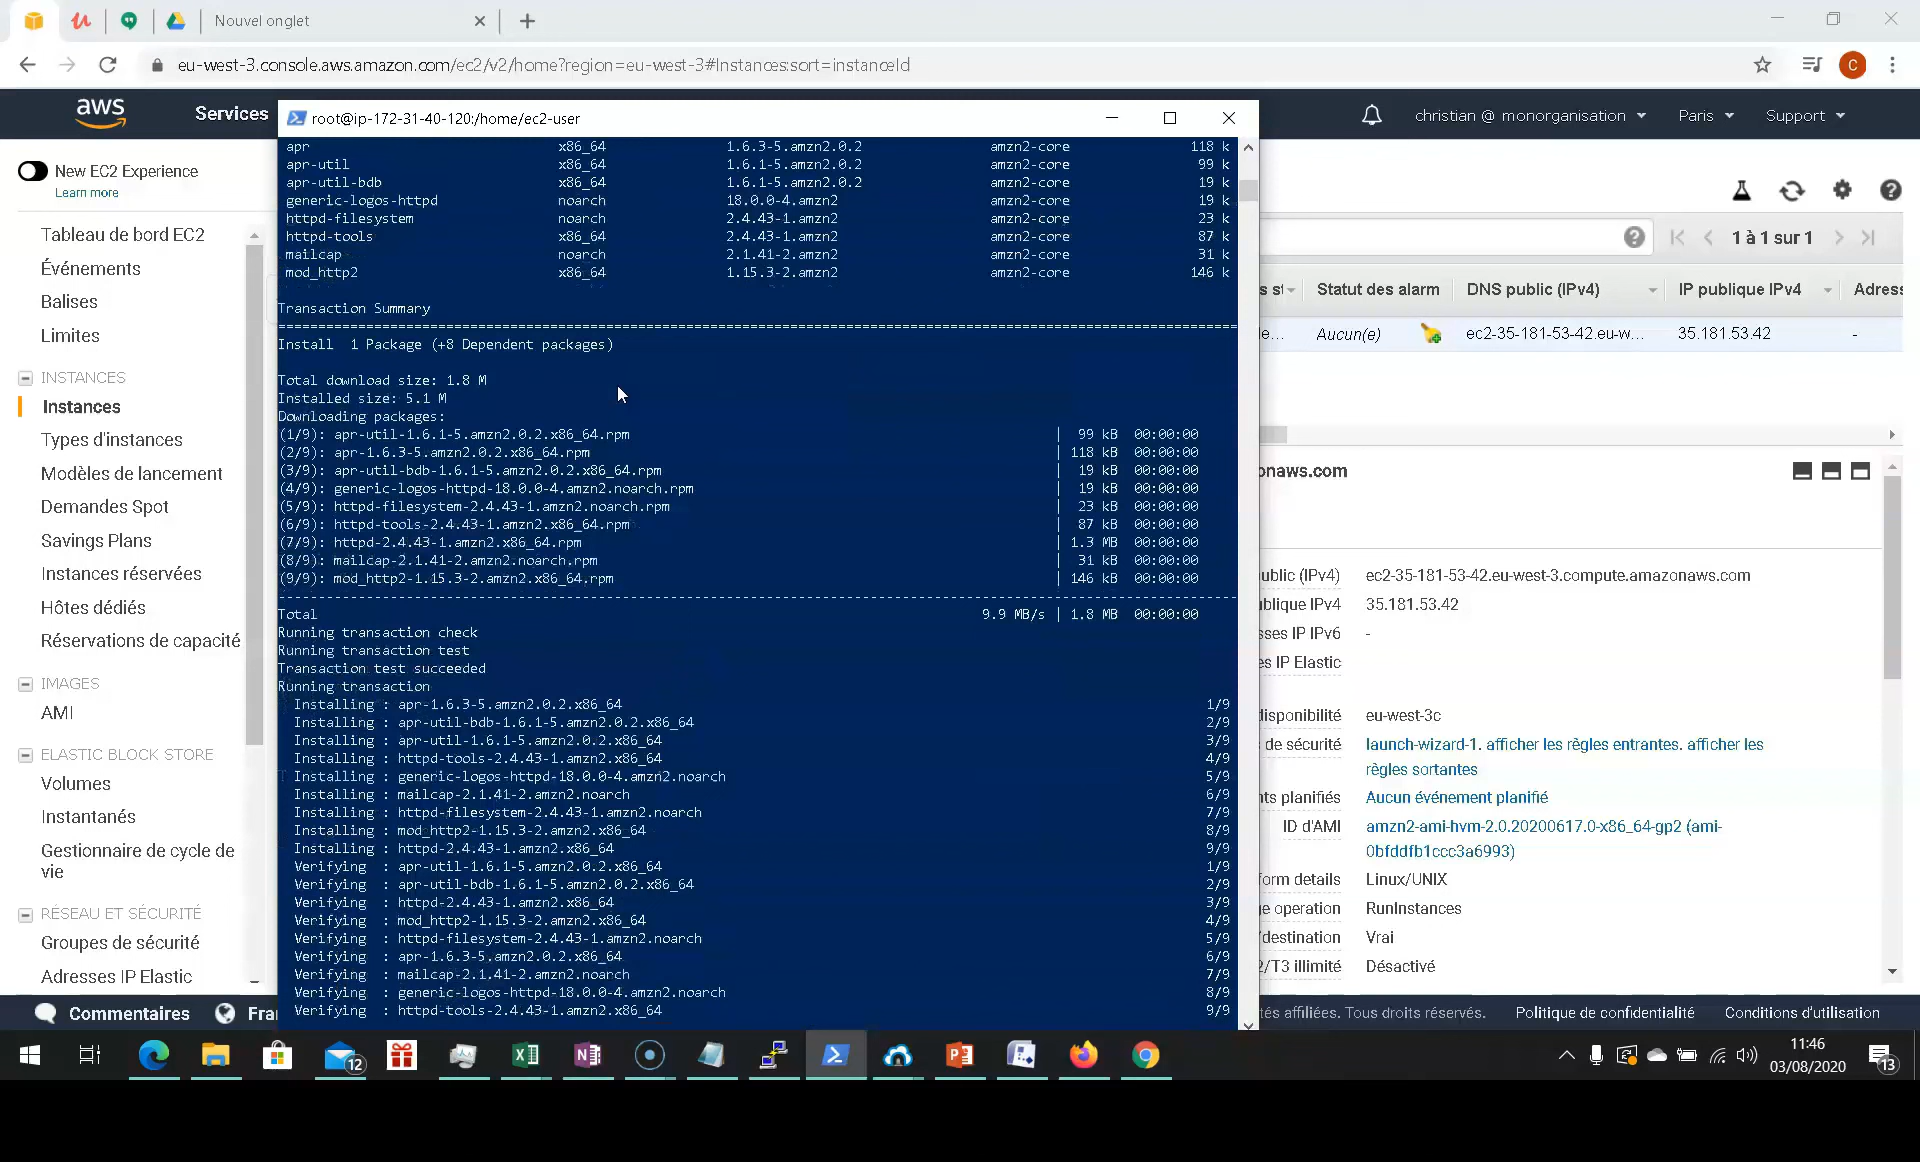 Nouvel onglet
eu-west-3.console.aws.amazon.com/ec2/v2/home?region=eu-west-3#Instances:sort=instanceId
C
aws
Services
christian @ monorganisation
Paris
Support
root@ip-172-31-40-120:/home/ec2-user
New EC2 Experience
Learn more
Tableau de bord EC2
Événements
Balises
Limites
INSTANCES
Instances
Types d'instances
Modèles de lancement
Demandes Spot
Savings Plans
Instances réservées
Hôtes dédiés
Réservations de capacité
IMAGES
AMI
ELASTIC BLOCK STORE
Volumes
Instantanés
Gestionnaire de cycle de
vie
RÉSEAU ET SÉCURITÉ
Groupes de sécurité
Adresses IP Elastic
apr x86_64 1.6.3-5.amzn2.0.2 amzn2-core 118 k
apr-util x86_64 1.6.1-5.amzn2.0.2 amzn2-core 99 k
apr-util-bdb x86_64 1.6.1-5.amzn2.0.2 amzn2-core 19 k
generic-logos-httpd noarch 18.0.0-4.amzn2 amzn2-core 19 k
httpd-filesystem noarch 2.4.43-1.amzn2 amzn2-core 23 k
httpd-tools x86_64 2.4.43-1.amzn2 amzn2-core 87 k
mailcap noarch 2.1.41-2.amzn2 amzn2-core 31 k
mod_http2 x86_64 1.15.3-2.amzn2 amzn2-core 146 k
Transaction Summary
Install 1 Package (+8 Dependent packages)
Total download size: 1.8 M
Installed size: 5.1 M
Downloading packages:
(1/9): apr-util-1.6.1-5.amzn2.0.2.x86_64.rpm | 99 kB 00:00:00
(2/9): apr-1.6.3-5.amzn2.0.2.x86_64.rpm | 118 kB 00:00:00
(3/9): apr-util-bdb-1.6.1-5.amzn2.0.2.x86_64.rpm | 19 kB 00:00:00
(4/9): generic-logos-httpd-18.0.0-4.amzn2.noarch.rpm | 19 kB 00:00:00
(5/9): httpd-filesystem-2.4.43-1.amzn2.noarch.rpm | 23 kB 00:00:00
(6/9): httpd-tools-2.4.43-1.amzn2.x86_64.rpm | 87 kB 00:00:00
(7/9): httpd-2.4.43-1.amzn2.x86_64.rpm | 1.3 MB 00:00:00
(8/9): mailcap-2.1.41-2.amzn2.noarch.rpm | 31 kB 00:00:00
(9/9): mod_http2-1.15.3-2.amzn2.x86_64.rpm | 146 kB 00:00:00
Total 9.9 MB/s | 1.8 MB 00:00:00
Running transaction check
Running transaction test
Transaction test succeeded
Running transaction
Installing : apr-1.6.3-5.amzn2.0.2.x86_64 1/9
Installing : apr-util-bdb-1.6.1-5.amzn2.0.2.x86_64 2/9
Installing : apr-util-1.6.1-5.amzn2.0.2.x86_64 3/9
Installing : httpd-tools-2.4.43-1.amzn2.x86_64 4/9
Installing : generic-logos-httpd-18.0.0-4.amzn2.noarch 5/9
Installing : mailcap-2.1.41-2.amzn2.noarch 6/9
Installing : httpd-filesystem-2.4.43-1.amzn2.noarch 7/9
Installing : mod_http2-1.15.3-2.amzn2.x86_64 8/9
Installing : httpd-2.4.43-1.amzn2.x86_64 9/9
Verifying : apr-util-1.6.1-5.amzn2.0.2.x86_64 1/9
Verifying : apr-util-bdb-1.6.1-5.amzn2.0.2.x86_64 2/9
Verifying : httpd-2.4.43-1.amzn2.x86_64 3/9
Verifying : mod_http2-1.15.3-2.amzn2.x86_64 4/9
Verifying : httpd-filesystem-2.4.43-1.amzn2.noarch 5/9
Verifying : apr-1.6.3-5.amzn2.0.2.x86_64 6/9
Verifying : mailcap-2.1.41-2.amzn2.noarch 7/9
Verifying : generic-logos-httpd-18.0.0-4.amzn2.noarch 8/9
Verifying : httpd-tools-2.4.43-1.amzn2.x86_64 9/9
1 à 1 sur 1
Statut des alarm DNS public (IPv4) IP publique IPv4 Adress
Aucun(e) ec2-35-181-53-42.eu-w... 35.181.53.42 -
onaws.com
ublic (IPv4) ec2-35-181-53-42.eu-west-3.compute.amazonaws.com
ublique IPv4 35.181.53.42
sses IP IPv6 -
es IP Elastic
disponibilité eu-west-3c
de sécurité launch-wizard-1. afficher les règles entrantes. afficher les
règles sortantes
nts planifiés Aucun événement planifié
ID d'AMI amzn2-ami-hvm-2.0.20200617.0-x86_64-gp2 (ami-
0bfddfb1ccc3a6993)
form details Linux/UNIX
ge operation RunInstances
/destination Vrai
2/T3 illimité Désactivé
Commentaires
Fra
tés affiliées. Tous droits réservés.
Politique de confidentialité
Conditions d'utilisation
12
11:46
03/08/2020
13